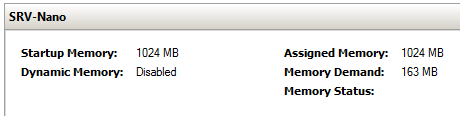 SRV-Nano
Startup Memory: 1024 MB Assigned Memory: 1024 MB
Dynamic Memory: Disabled Memory Demand: 163 MB
Memory Status: